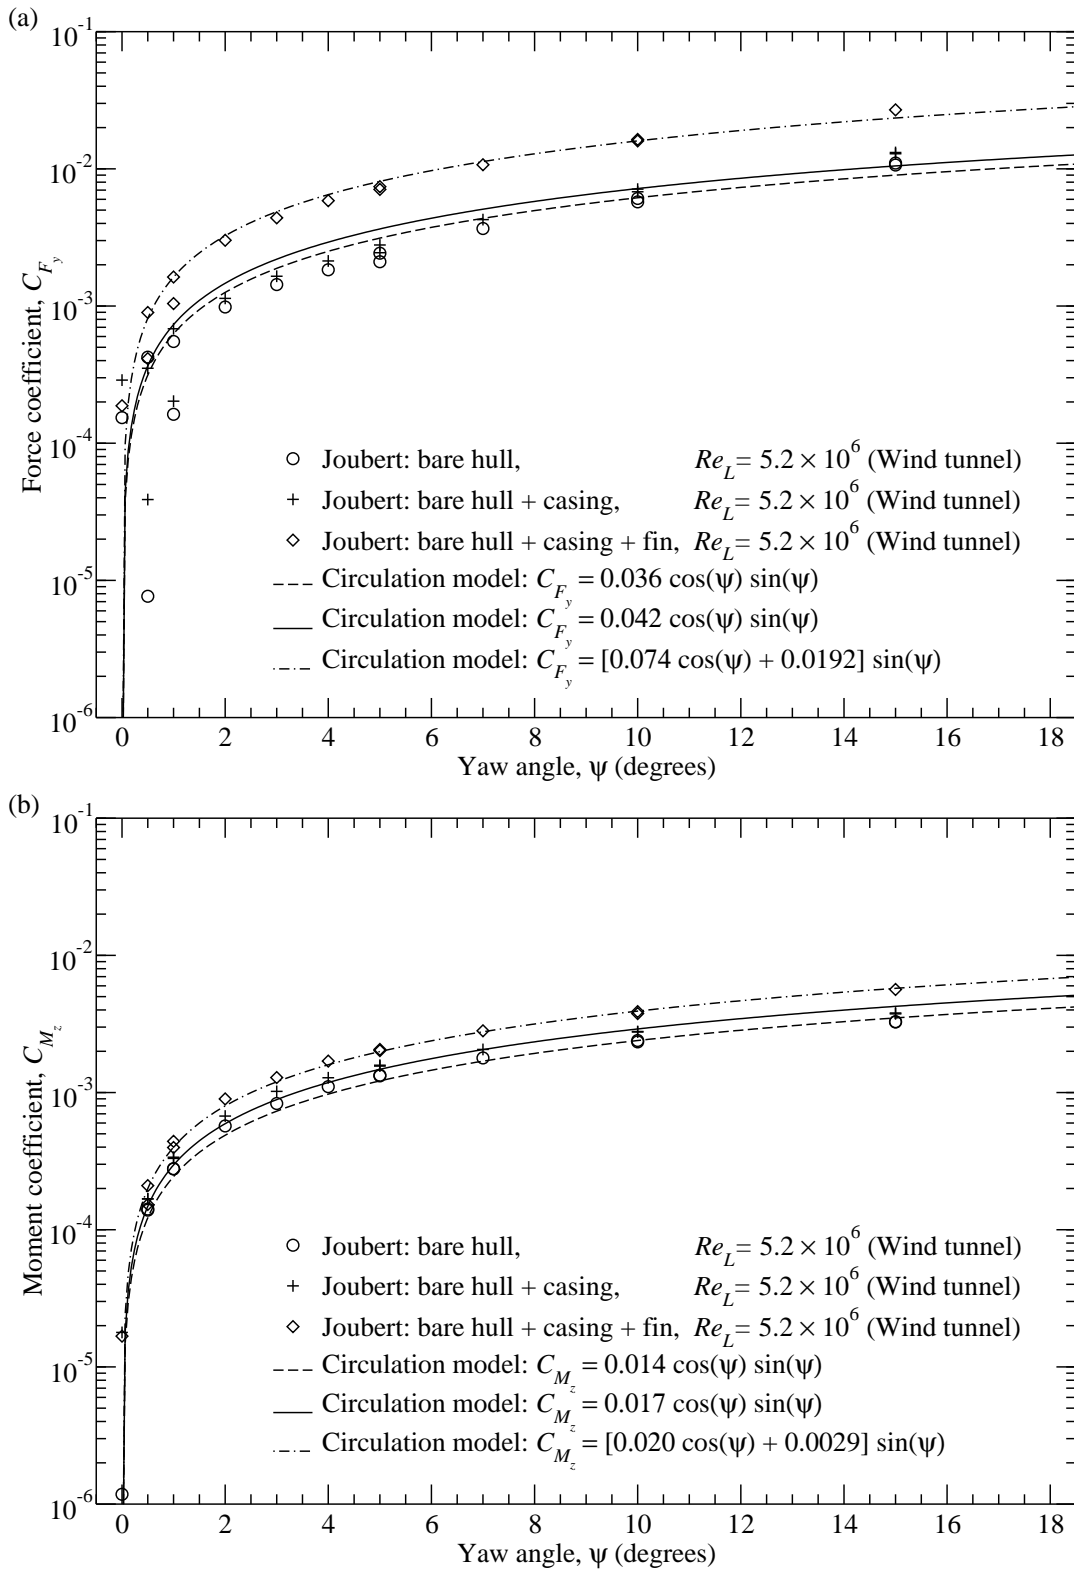 (a)
10^-1
10^-2
10^-3
10^-4
10^-5
10^-6
Force coefficient, C_{F_y}
Joubert: bare hull, Re_L = 5.2 × 10^6 (Wind tunnel)
Joubert: bare hull + casing, Re_L = 5.2 × 10^6 (Wind tunnel)
Joubert: bare hull + casing + fin, Re_L = 5.2 × 10^6 (Wind tunnel)
Circulation model: C_{F_y} = 0.036 cos(ψ) sin(ψ)
Circulation model: C_{F_y} = 0.042 cos(ψ) sin(ψ)
Circulation model: C_{F_y} = [0.074 cos(ψ) + 0.0192] sin(ψ)
0 2 4 6 8 10 12 14 16 18
Yaw angle, ψ (degrees)
(b)
10^-1
10^-2
10^-3
10^-4
10^-5
10^-6
Moment coefficient, C_{M_z}
Joubert: bare hull, Re_L = 5.2 × 10^6 (Wind tunnel)
Joubert: bare hull + casing, Re_L = 5.2 × 10^6 (Wind tunnel)
Joubert: bare hull + casing + fin, Re_L = 5.2 × 10^6 (Wind tunnel)
Circulation model: C_{M_z} = 0.014 cos(ψ) sin(ψ)
Circulation model: C_{M_z} = 0.017 cos(ψ) sin(ψ)
Circulation model: C_{M_z} = [0.020 cos(ψ) + 0.0029] sin(ψ)
0 2 4 6 8 10 12 14 16 18
Yaw angle, ψ (degrees)